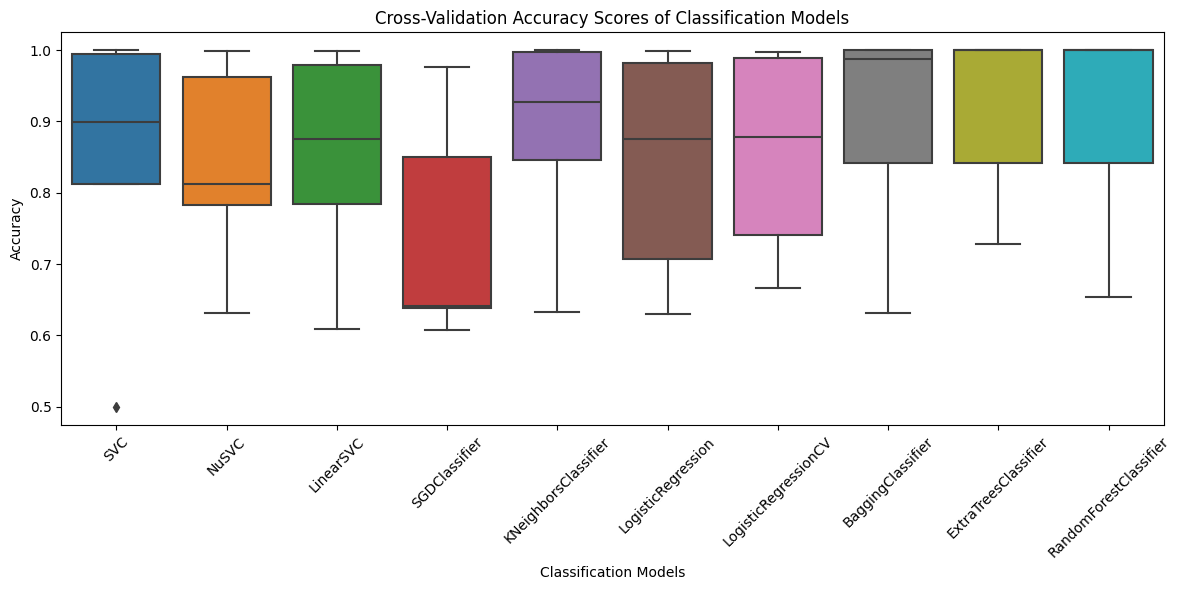 Cross-Validation Accuracy Scores of Classification Models
Accuracy
1.0
0.9
0.8
0.7
0.6
0.5
SVC
NuSVC
LinearSVC
SGDClassifier
KNeighborsClassifier
LogisticRegression
LogisticRegressionCV
BaggingClassifier
ExtraTreesClassifier
RandomForestClassifier
Classification Models